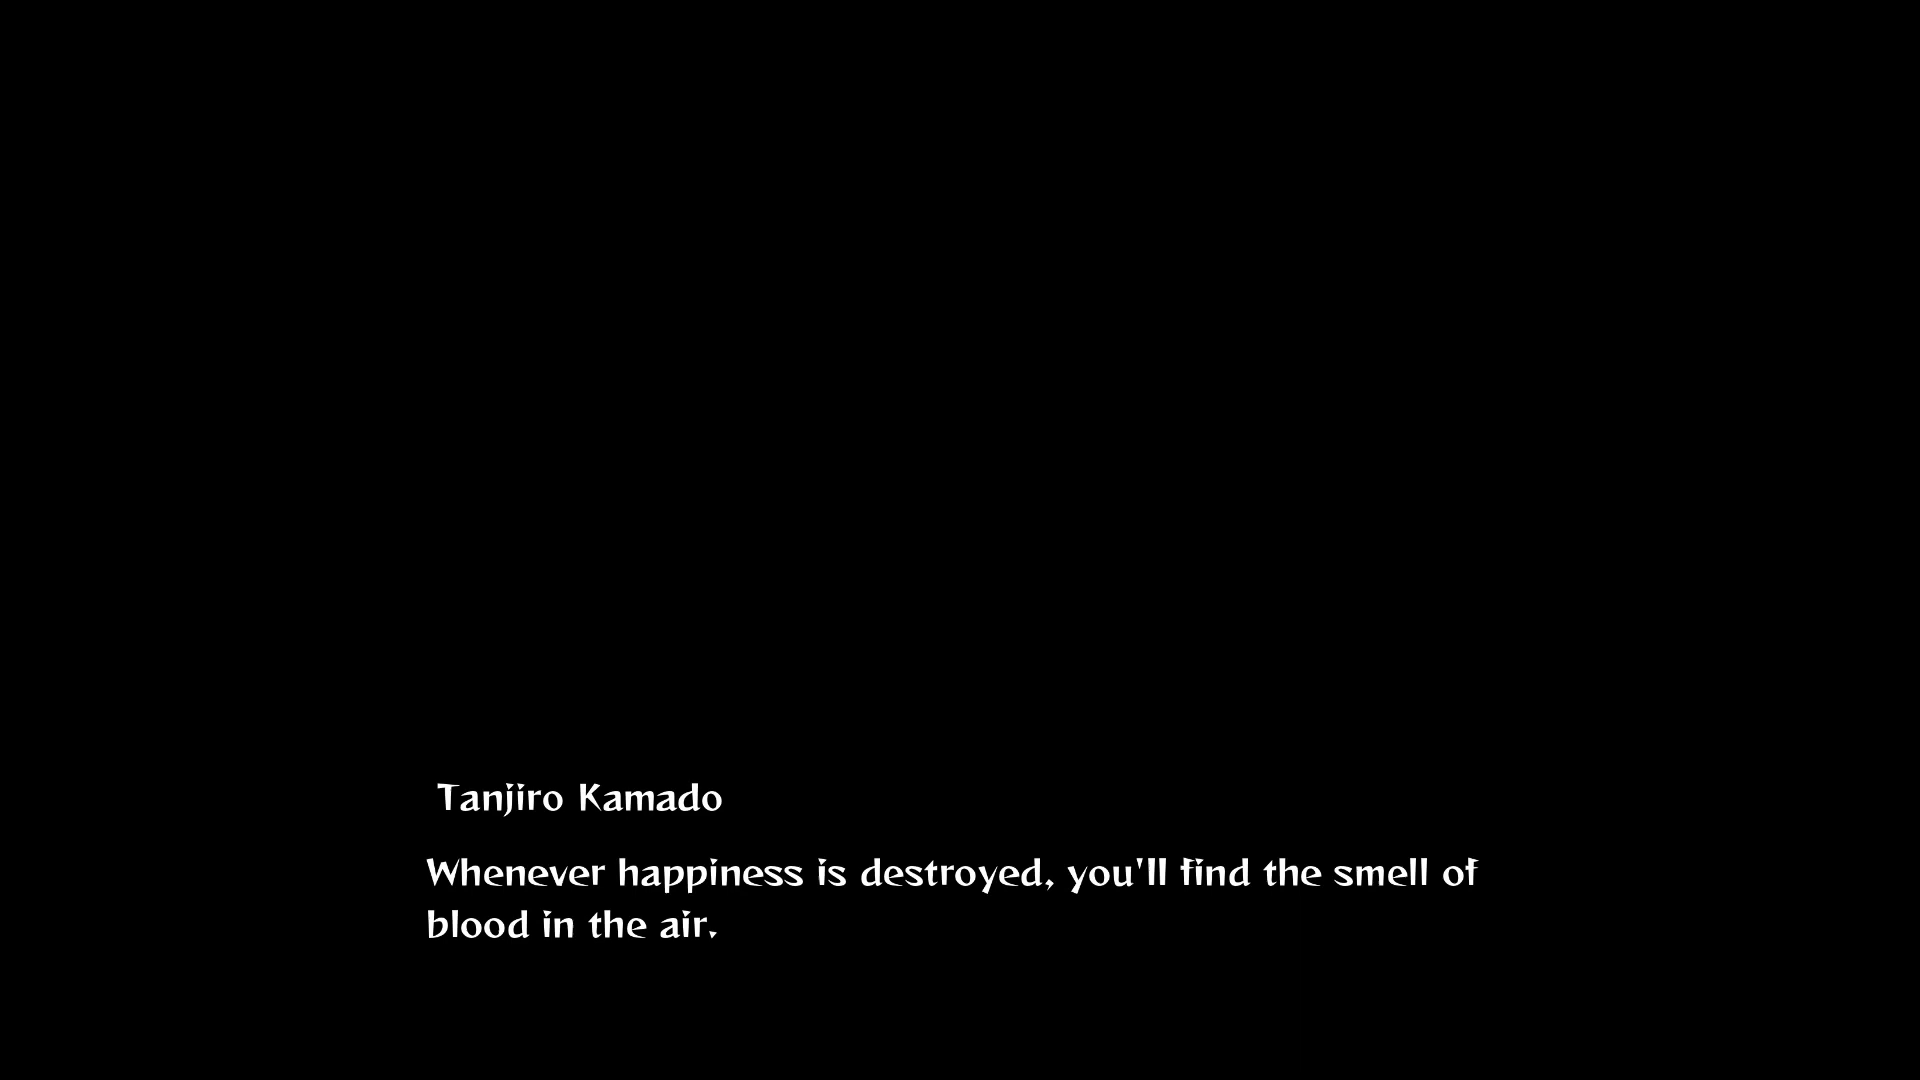 Tanjiro Kamado
Whenever happiness is destroyed, you'll find the smell of
blood in the air.